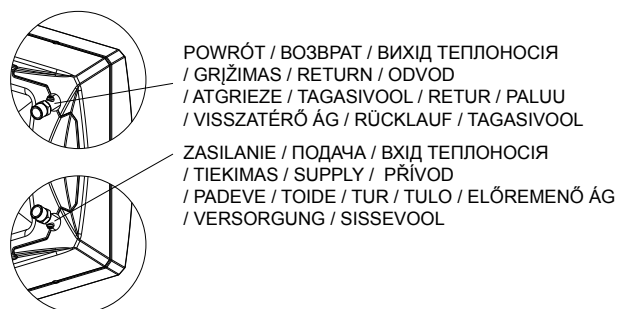 POWRÓT / ВОЗВРАТ / ВИХІД ТЕПЛОНОСІЯ
/ GRĮŽIMAS / RETURN / ODVOD
/ ATGRIEZE / TAGASIVOOL / RETUR / PALUU
/ VISSZATÉRŐ ÁG / RÜCKLAUF / TAGASIVOOL
ZASILANIE / ПОДАЧА / ВХІД ТЕПЛОНОСІЯ
/ TIEKIMAS / SUPPLY / PŘÍVOD
/ PADEVE / TOIDE / TUR / TULO / ELŐREMENŐ ÁG
/ VERSORGUNG / SISSEVOOL